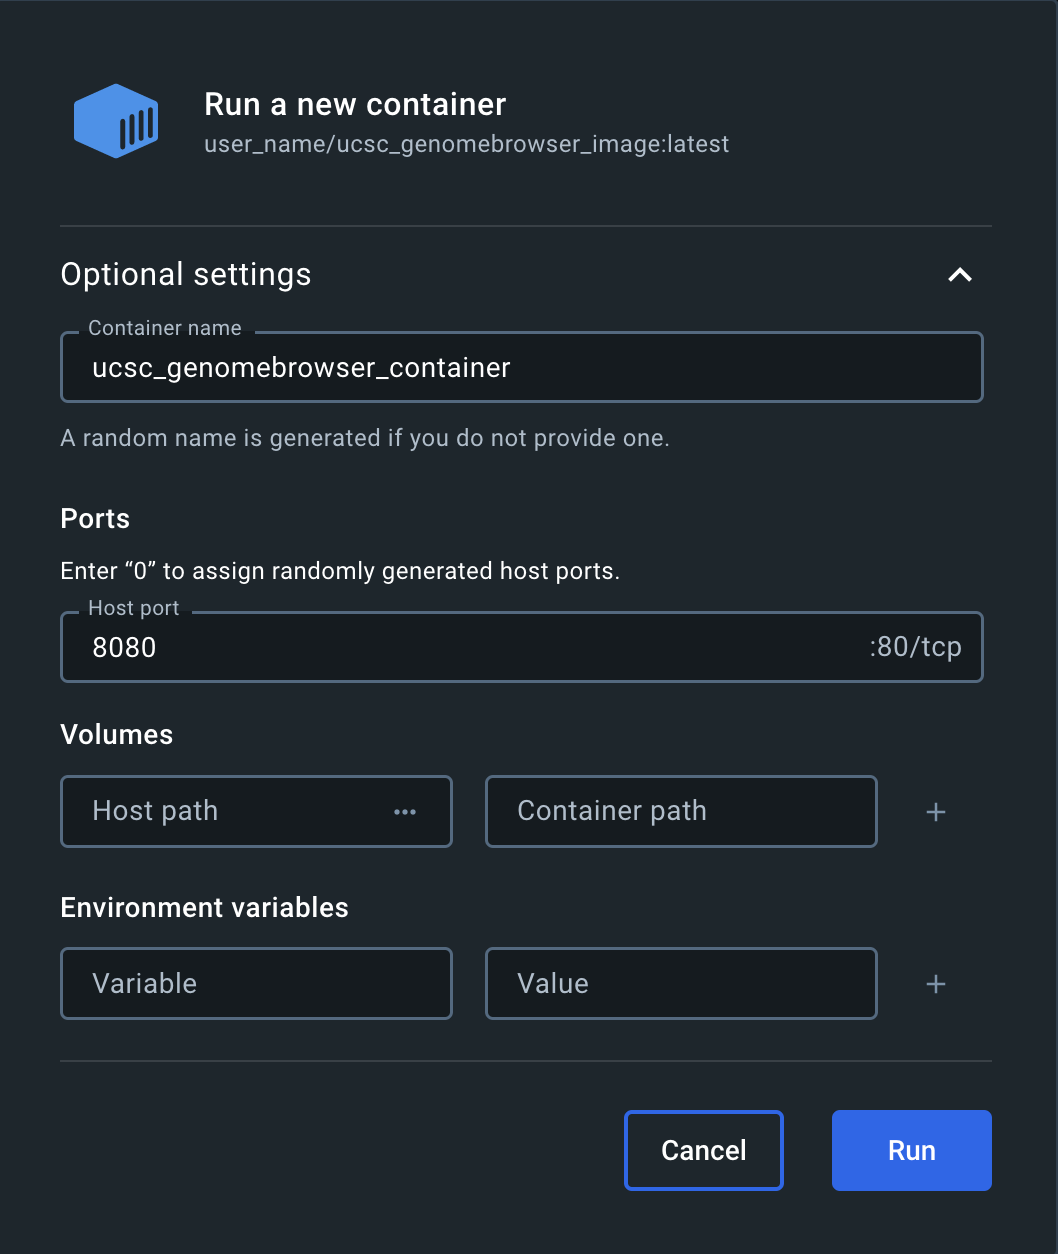 Run a new container
user_name/ucsc_genomebrowser_image:latest
Optional settings
Container name
ucsc_genomebrowser_container
A random name is generated if you do not provide one.
Ports
Enter “0” to assign randomly generated host ports.
Host port
8080 :80/tcp
Volumes
Host path ••• Container path +
Environment variables
Variable Value +
Cancel Run